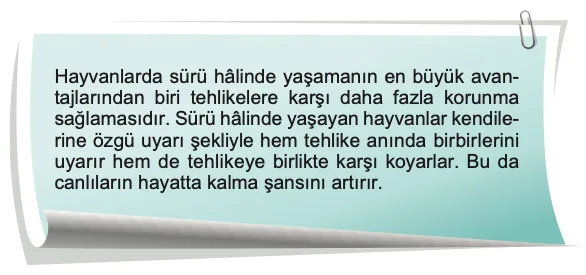 Hayvanlarda sürü hâlinde yaşamanın en büyük avan-
tajlarından biri tehlikelere karşı daha fazla korunma
sağlamasıdır. Sürü hâlinde yaşayan hayvanlar kendile-
rine özgü uyarı şekliyle hem tehlike anında birbirlerini
uyarır hem de tehlikeye birlikte karşı koyarlar. Bu da
canlıların hayatta kalma şansını artırır.